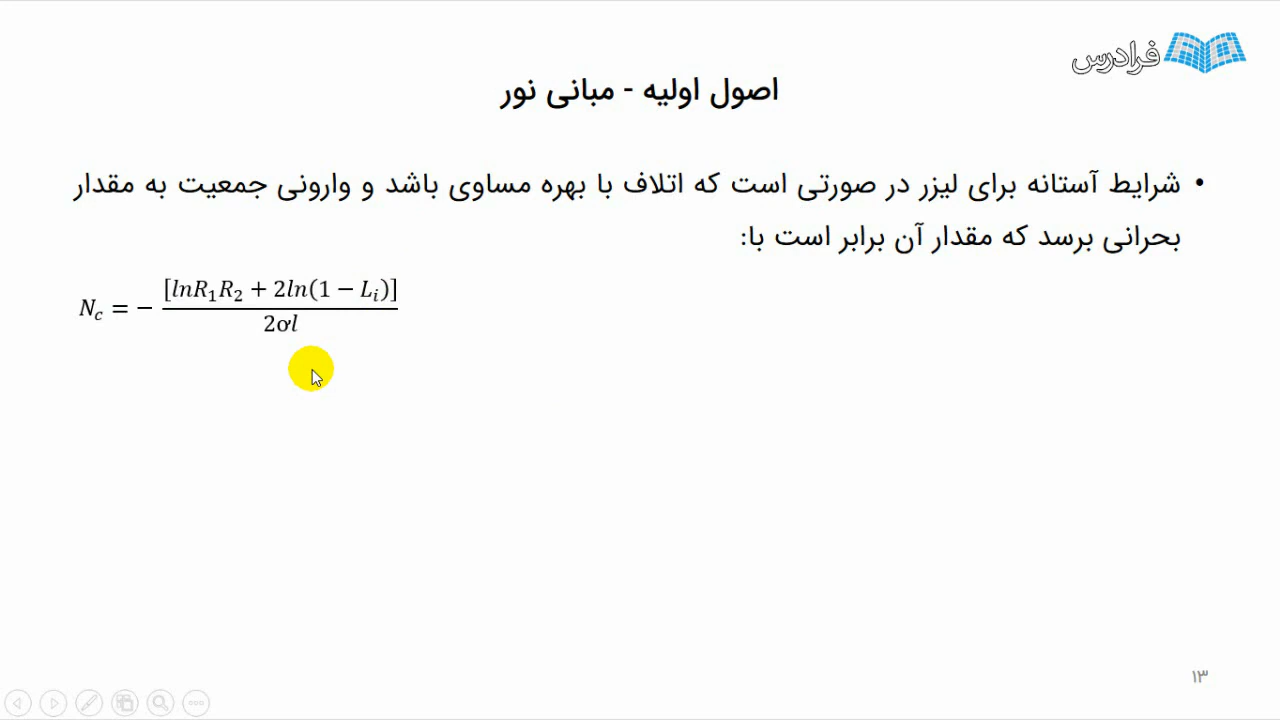 فرادرس
اصول اولیه - مبانی نور
• شرایط آستانه برای لیزر در صورتی است که اتلاف با بهره مساوی باشد و وارونی جمعیت به مقدار
بحرانی برسد که مقدار آن برابر است با:
N_c = − [lnR₁R₂ + 2ln(1 − L_i)] / 2σl
۱۳